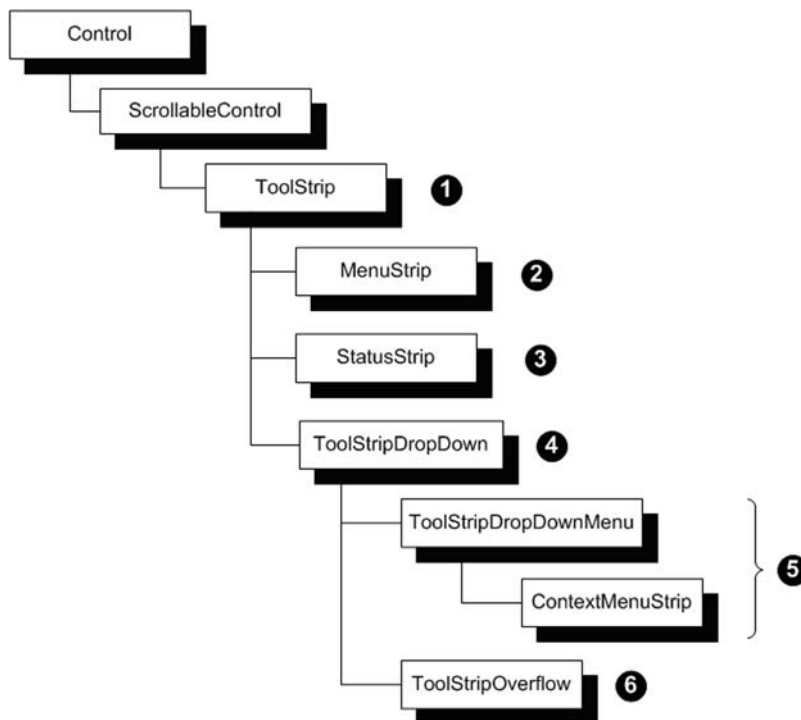 Control
ScrollableControl
ToolStrip
1
MenuStrip
2
StatusStrip
3
ToolStripDropDown
4
ToolStripDropDownMenu
5
ContextMenuStrip
ToolStripOverflow
6